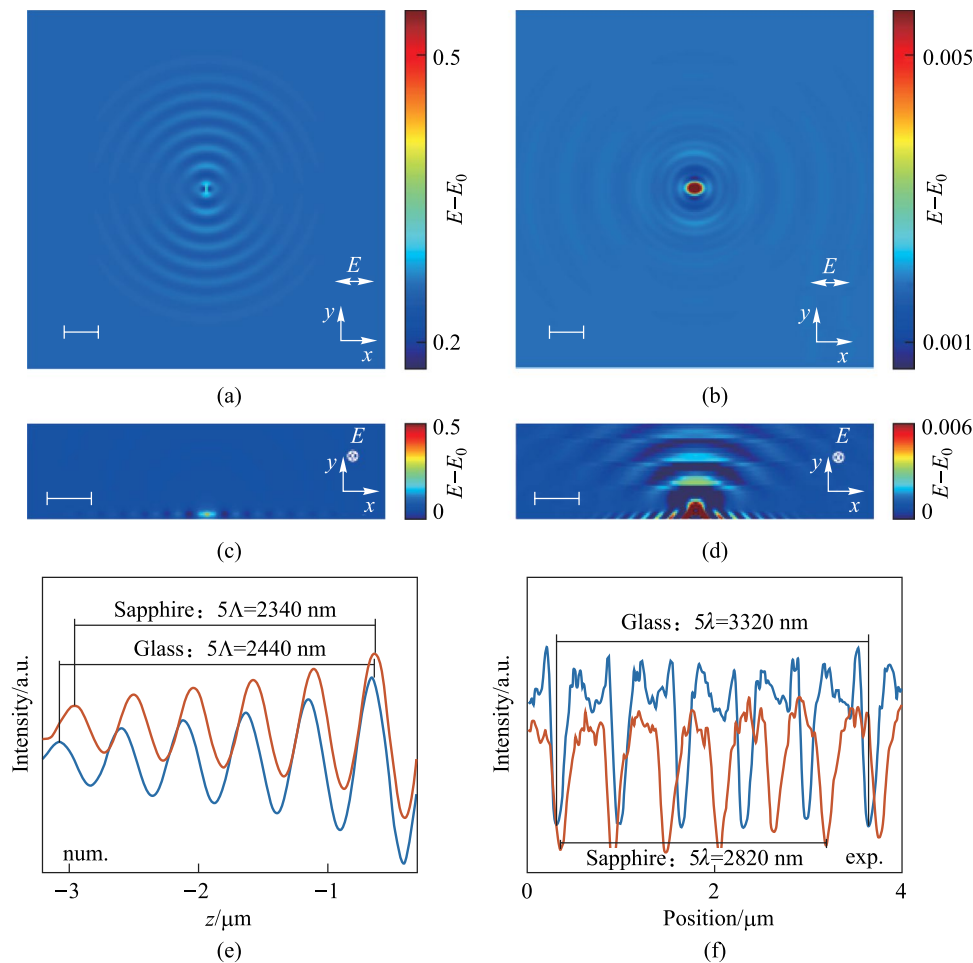 0.5
E−E₀
E
y
x
0.2
(a)
0.005
E−E₀
E
y
x
0.001
(b)
0.5
E−E₀
E
y
x
0
(c)
0.006
E−E₀
E
y
x
0
(d)
Sapphire：5Λ=2340 nm
Glass：5Λ=2440 nm
Intensity/a.u.
num.
−3 −2 −1
z/μm
(e)
Glass：5λ=3320 nm
Intensity/a.u.
Sapphire：5λ=2820 nm
exp.
0 2 4
Position/μm
(f)